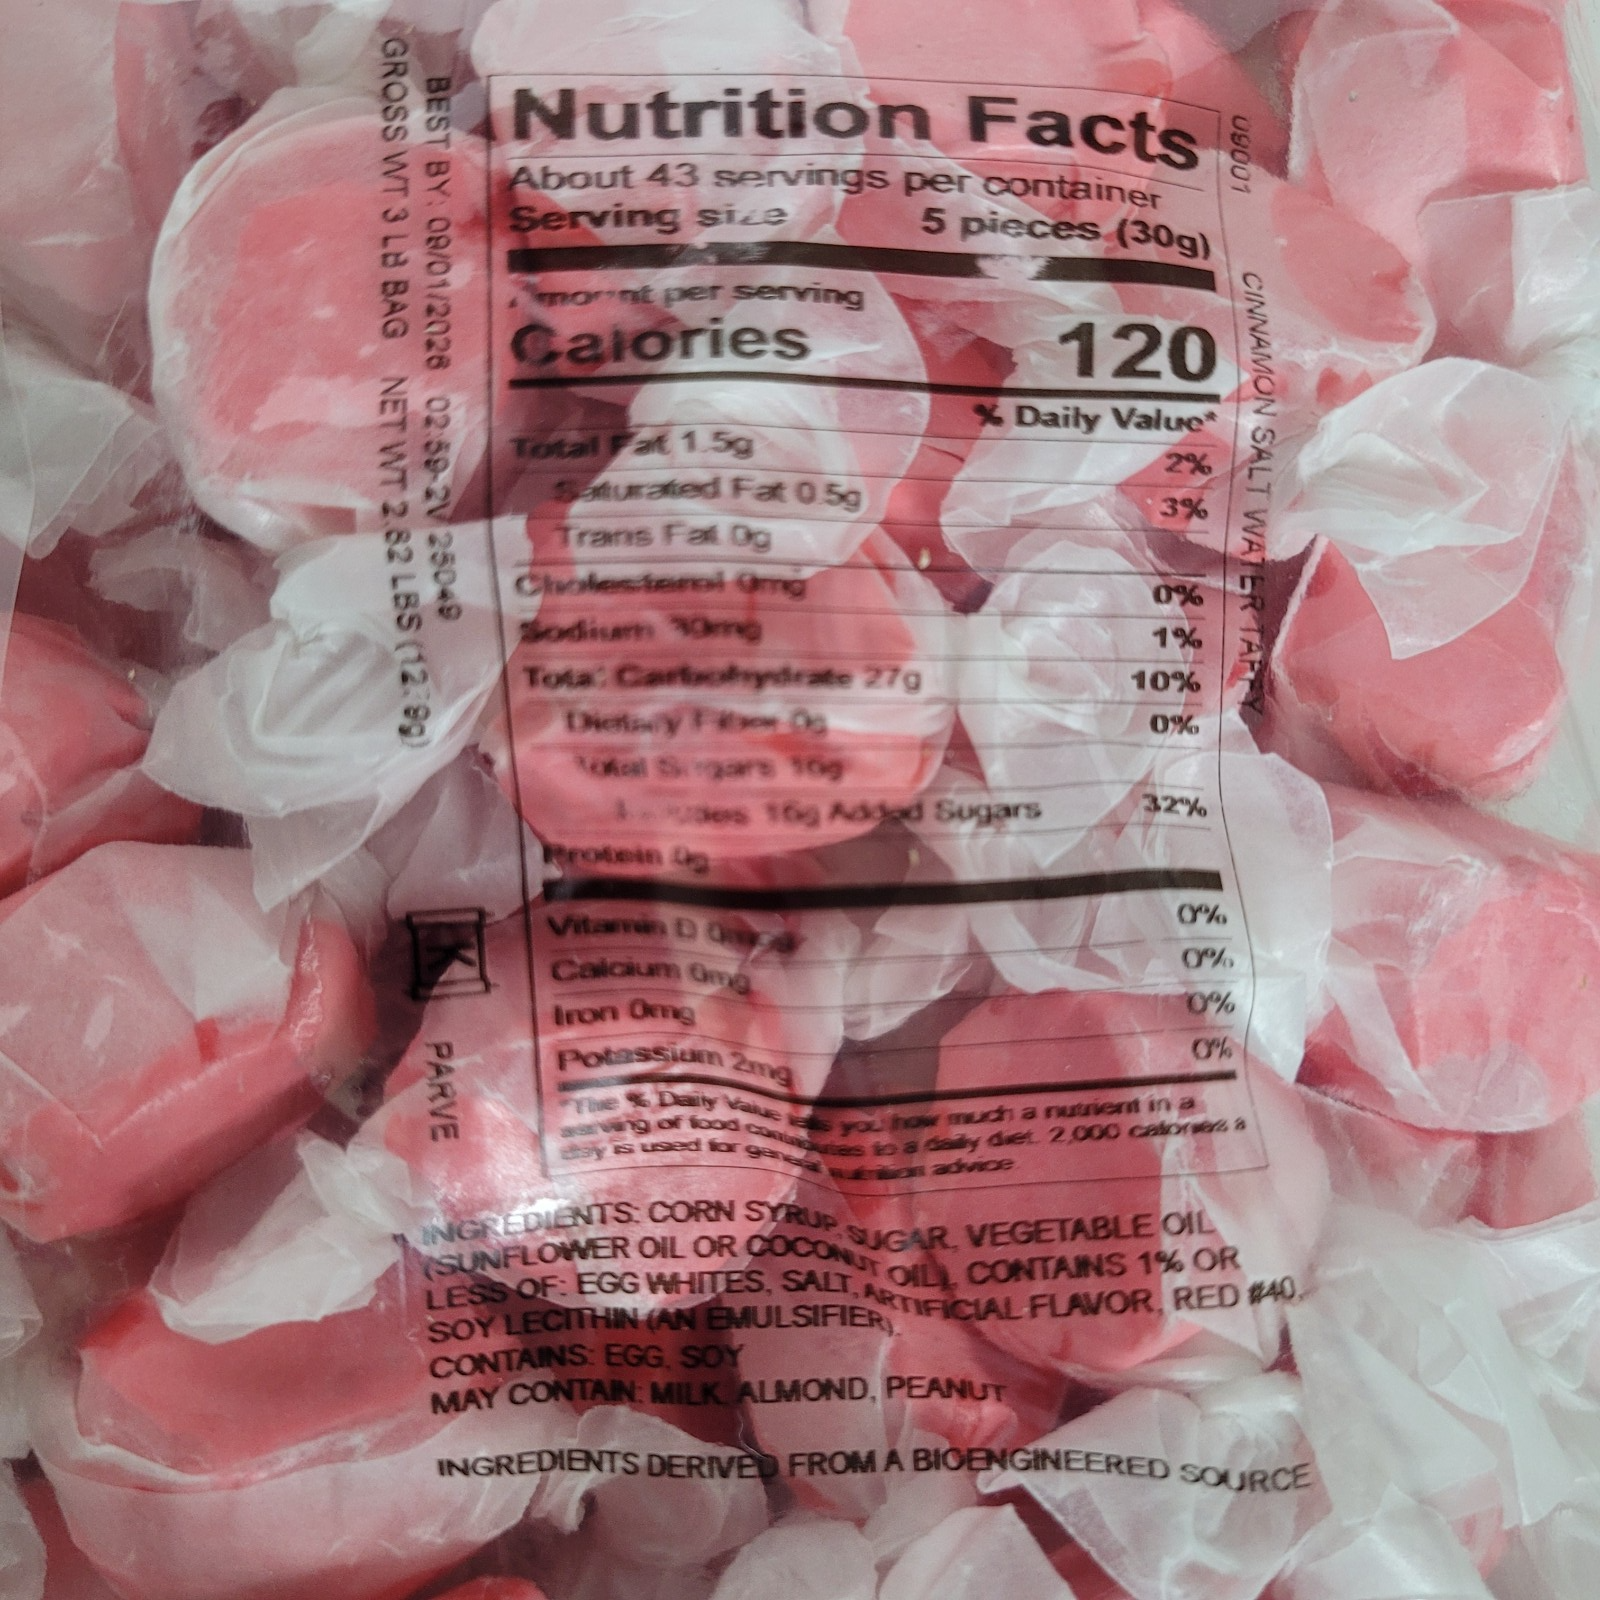 Nutrition Facts
About 43 servings per container
Serving size 5 pieces (30g)
Amount per serving
Calories 120
% Daily Value*
Total Fat 1.5g 2%
Saturated Fat 0.5g 3%
Trans Fat 0g
Cholesterol 0mg 0%
Sodium 30mg 1%
Total Carbohydrate 27g 10%
Dietary Fiber 0g 0%
Total Sugars 16g
Includes 16g Added Sugars 32%
Protein 0g
Vitamin D 0mcg 0%
Calcium 0mg 0%
Iron 0mg 0%
Potassium 2mg 0%
*The % Daily Value tells you how much a nutrient in a
serving of food contributes to a daily diet. 2,000 calories a
day is used for general nutrition advice.
INGREDIENTS: CORN SYRUP, SUGAR, VEGETABLE OIL
(SUNFLOWER OIL OR COCONUT OIL), CONTAINS 1% OR
LESS OF: EGG WHITES, SALT, ARTIFICIAL FLAVOR, RED #40,
SOY LECITHIN (AN EMULSIFIER).
CONTAINS: EGG, SOY
MAY CONTAIN: MILK, ALMOND, PEANUT
INGREDIENTS DERIVED FROM A BIOENGINEERED SOURCE
BEST BY: 08/01/2026 02:59-2V 25049
GROSS WT 3 LB BAG NET WT 2.82 LBS
K
PARVE
09001
CINNAMON SALT WATER TAFFY